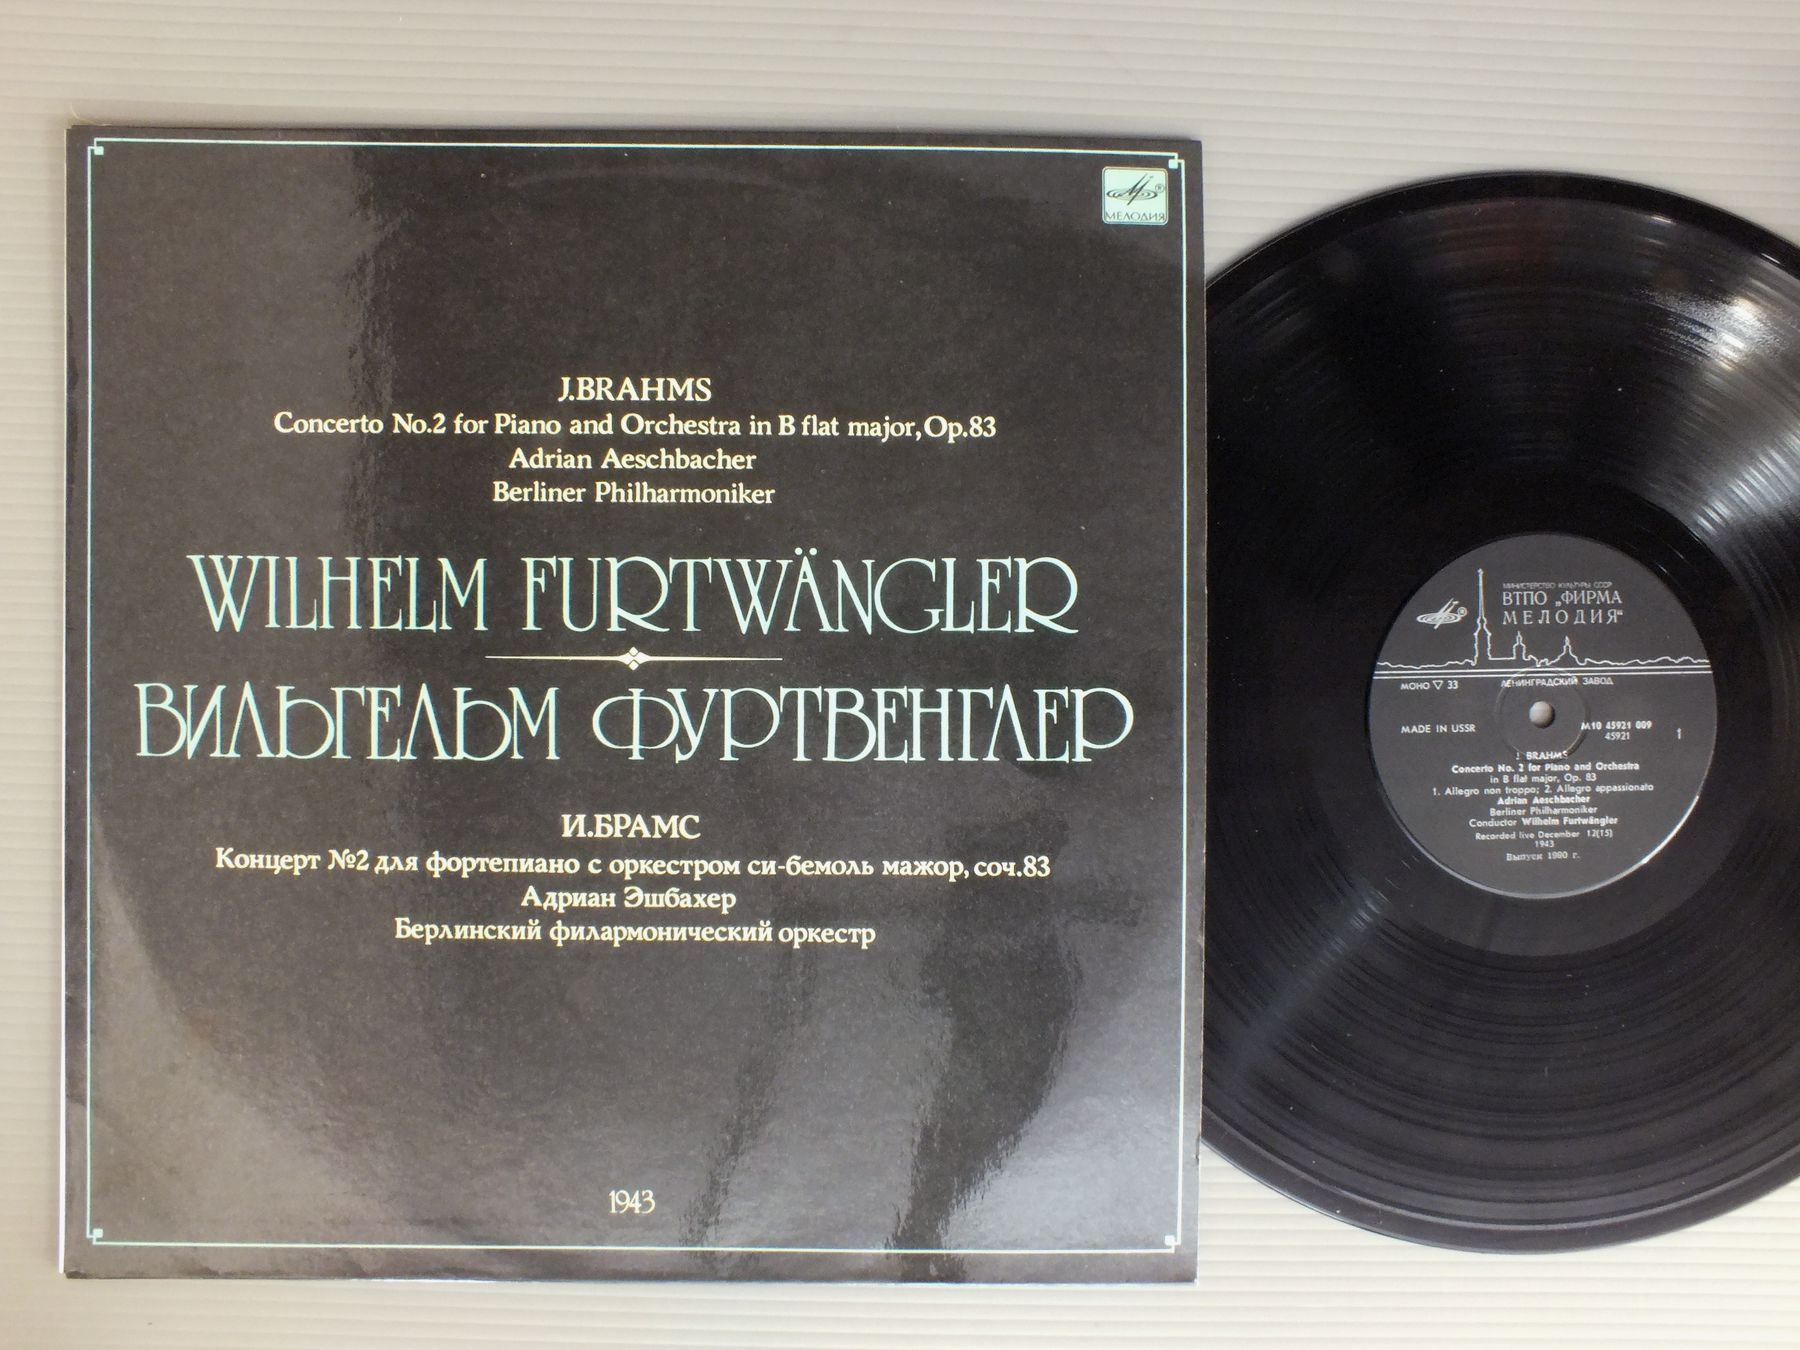 МЕЛОДИЯ
J.BRAHMS
Concerto No.2 for Piano and Orchestra in B flat major, Op.83
Adrian Aeschbacher
Berliner Philharmoniker
WILHELM FURTWÄNGLER
ВИЛЬГЕЛЬМ ФУРТВЕНГЛЕР
И.БРАМС
Концерт №2 для фортепиано с оркестром си-бемоль мажор, соч.83
Адриан Эшбахер
Берлинский филармонический оркестр
1943
МИНИСТЕРСТВО КУЛЬТУРЫ СССР
ВТПО „ФИРМА
МЕЛОДИЯ“
МОНО ▽ 33
ЛЕНИНГРАДСКИЙ ЗАВОД
MADE IN USSR
М10 45921 009
45921
1
J. BRAHMS
Concerto No. 2 for Piano and Orchestra
in B flat major, Op. 83
1. Allegro non troppo; 2. Allegro appassionato
Adrian Aeschbacher
Berliner Philharmoniker
Conductor Wilhelm Furtwängler
Recorded live December 12(15)
1943
Выпуск 1990 г.